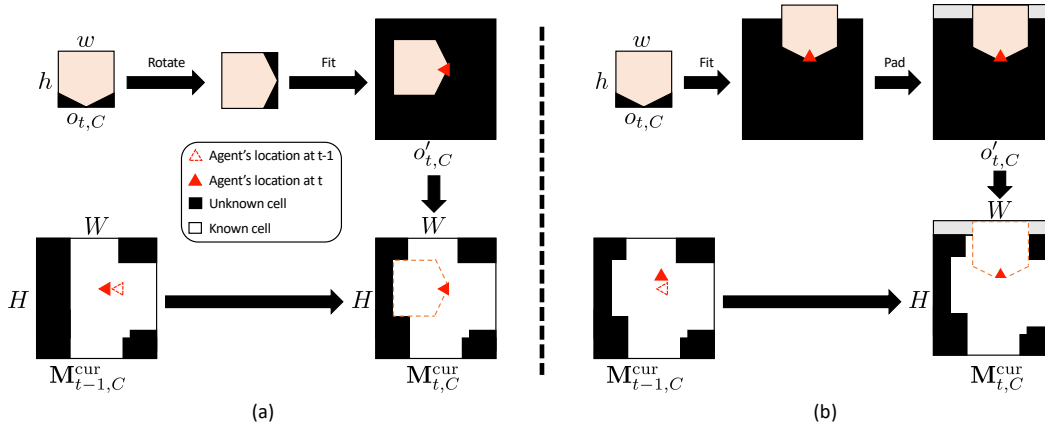 w
h
Rotate
Fit
o_{t,C}
o'_{t,C}
Agent's location at t-1
Agent's location at t
Unknown cell
Known cell
W
H
M^{cur}_{t-1,C}
W
M^{cur}_{t,C}
(a)
w
h
Fit
Pad
o_{t,C}
o'_{t,C}
W
H
M^{cur}_{t-1,C}
M^{cur}_{t,C}
(b)